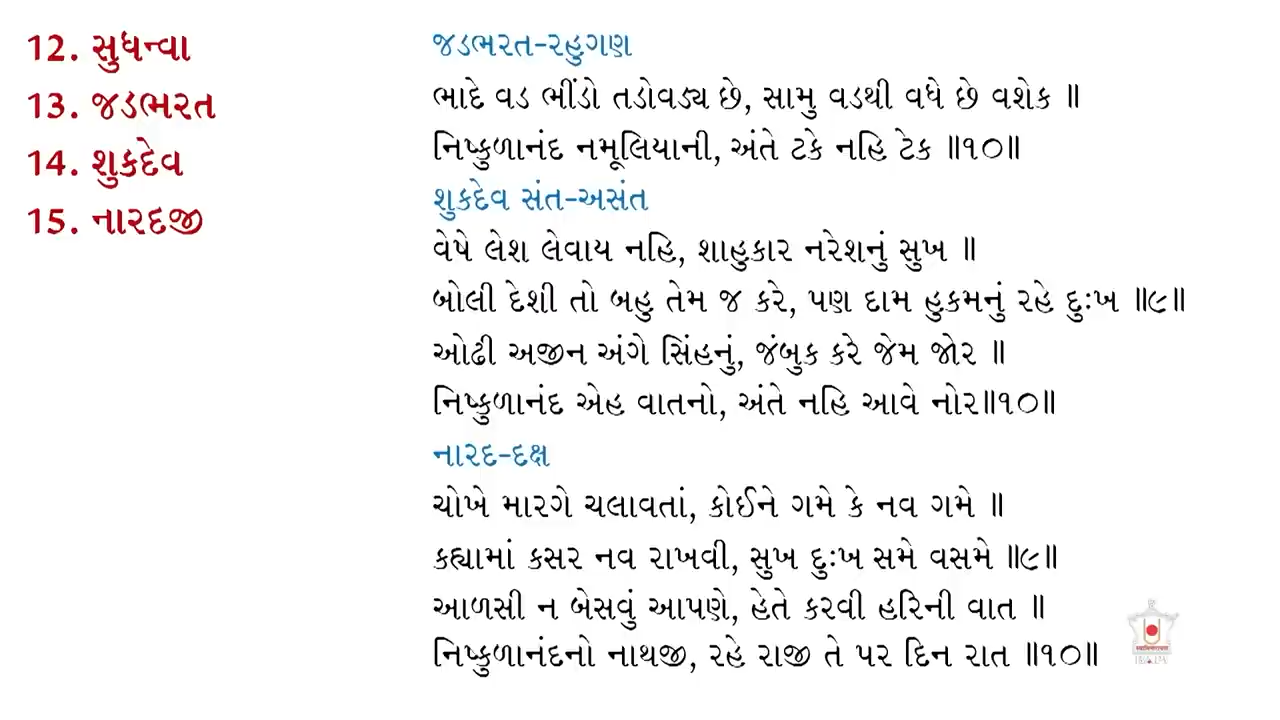 12. સુધન્વા
13. જડભરત
14. શુકદેવ
15. નારદજી
જડભરત-રહુગણ
ભાદે વડ ભીંડો તડોવડ્ય છે, સામુ વડથી વધે છે વશેક ॥
નિષ્કુળાનંદ નમૂલિયાની, અંતે ટકે નહિ ટેક ॥૧૦॥
શુકદેવ સંત-અસંત
વેષે લેશ લેવાય નહિ, શાહુકાર નરેશનું સુખ ॥
બોલી દેશી તો બહુ તેમ જ કરે, પણ દામ હુકમનું રહે દુઃખ ॥૯॥
ઓઢી અજીન અંગે સિંહનું, જંબુક કરે જેમ જોર ॥
નિષ્કુળાનંદ એહ વાતનો, અંતે નહિ આવે નોર॥૧૦॥
નારદ-દક્ષ
ચોખે મારગે ચલાવતાં, કોઈને ગમે કે નવ ગમે ॥
કહ્યામાં કસર નવ રાખવી, સુખ દુઃખ સમે વસમે ॥૯॥
આળસી ન બેસવું આપણે, હેતે કરવી હરિની વાત ॥
નિષ્કુળાનંદનો નાથજી, રહે રાજી તે પર દિન રાત ॥૧૦॥